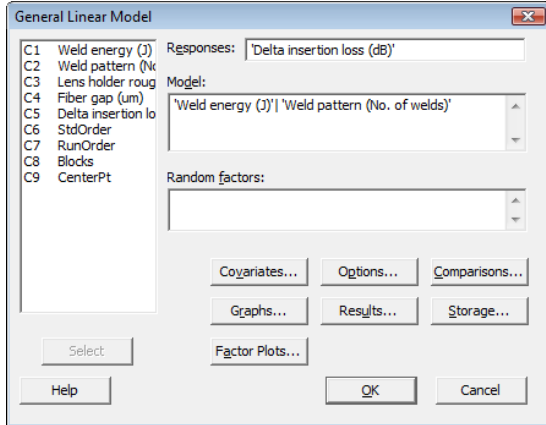 General Linear Model
C1 Weld energy (J)
C2 Weld pattern (No
C3 Lens holder roug
C4 Fiber gap (um)
C5 Delta insertion lo
C6 StdOrder
C7 RunOrder
C8 Blocks
C9 CenterPt
Responses: 'Delta insertion loss (dB)'
Model:
'Weld energy (J)'| 'Weld pattern (No. of welds)'
Random factors:
Covariates... Options... Comparisons...
Graphs... Results... Storage...
Select Factor Plots...
Help OK Cancel